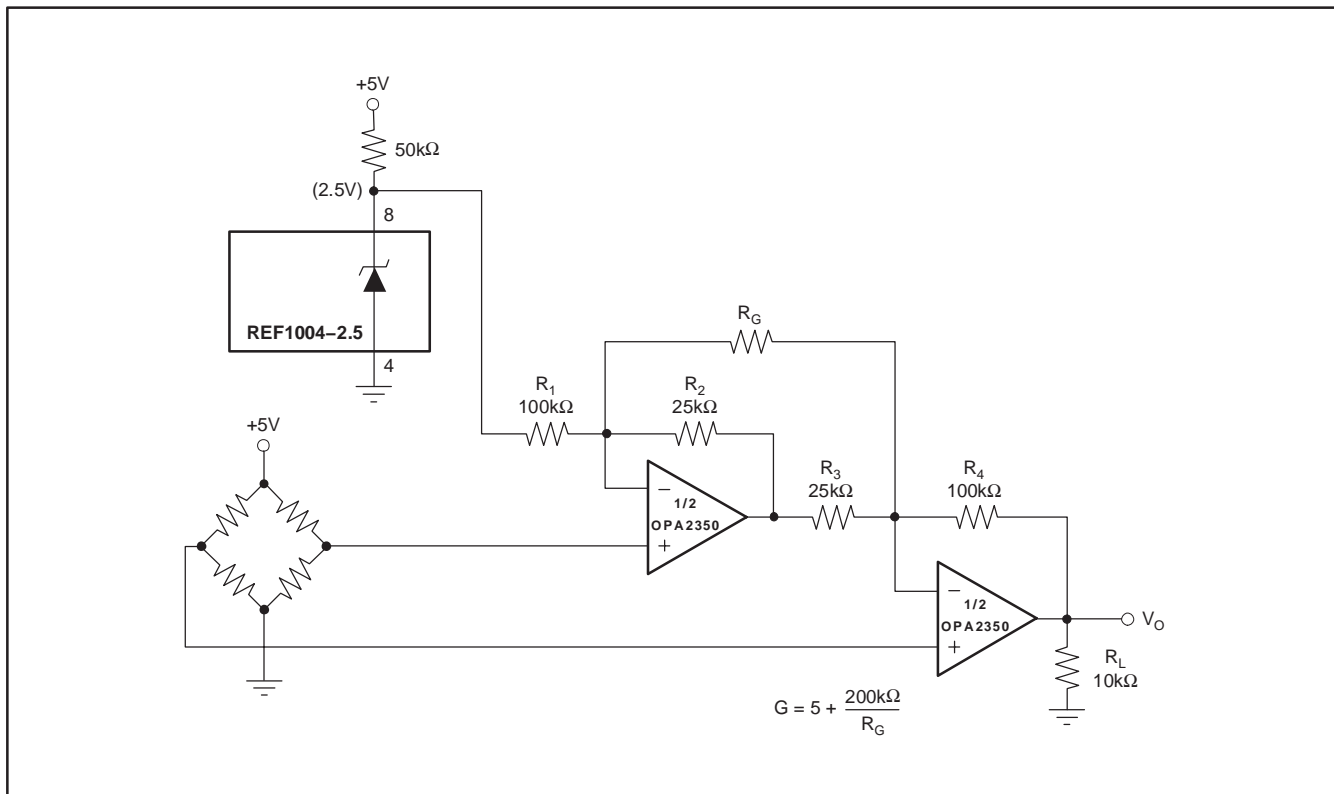 +5V
50kΩ
(2.5V)
8
REF1004−2.5
4
RG
R1
100kΩ
R2
25kΩ
+5V
R3
25kΩ
R4
100kΩ
−
1/2
OPA2350
+
−
1/2
OPA2350
+
VO
RL
10kΩ
G = 5 + 200kΩ
RG